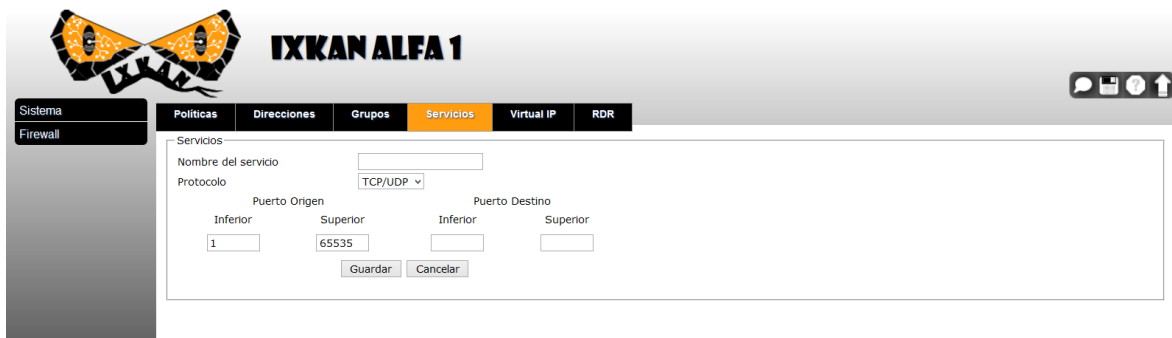 IXKAN
IXKAN ALFA 1
Sistema
Firewall
Políticas Direcciones Grupos Servicios Virtual IP RDR
Servicios
Nombre del servicio
Protocolo TCP/UDP
Puerto Origen Puerto Destino
Inferior Superior Inferior Superior
1 65535
Guardar Cancelar